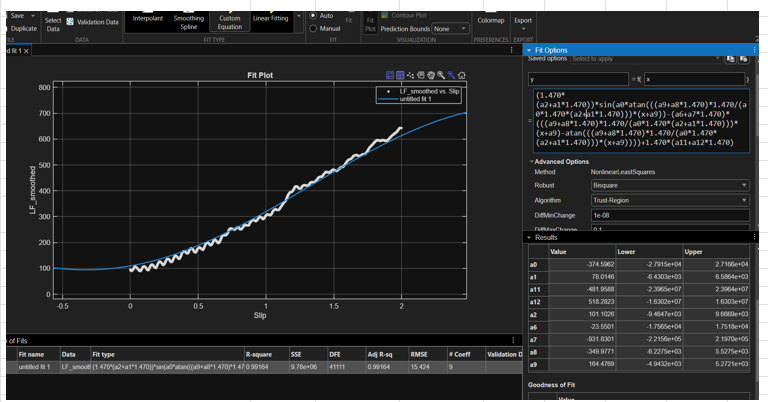 Save
Duplicate
FILE
Select
Data
Validation Data
DATA
Interpolant
Smoothing
Spline
Custom
Equation
Linear Fitting
FIT TYPE
Auto
Manual
Fit
FIT
Fit
Plot
Contour Plot
Prediction Bounds None
VISUALIZATION
Colormap
PREFERENCES
Export
EXPORT
d fit 1
Fit Plot
LF_smoothed vs. Slip
untitled fit 1
LF_smoothed
800
700
600
500
400
300
200
100
0
-0.5 0 0.5 1 1.5 2
Slip
Fit Options
Saved options Select to apply
y = f( x )
=
(1.470*
(a2+a1*1.470))*sin(a0*atan(((a9+a8*1.470)*1.470/(a
0*1.470*(a2+a1*1.470)))*(x+a9))-(a6+a7*1.470)*
(((a9+a8*1.470)*1.470/(a0*1.470*(a2+a1*1.470)))*
(x+a9)-atan(((a9+a8*1.470)*1.470/(a0*1.470*
(a2+a1*1.470)))*(x+a9))))+1.470*(a11+a12*1.470)
Advanced Options
Method NonlinearLeastSquares
Robust Bisquare
Algorithm Trust-Region
DiffMinChange 1e-08
DiffMaxChange 0.1
Results
Value Lower Upper
a0 -374.5962 -2.7915e+04 2.7166e+04
a1 78.0146 -6.4303e+03 6.5864e+03
a11 -481.9588 -2.3965e+07 2.3964e+07
a12 518.2823 -1.6302e+07 1.6303e+07
a2 101.1026 -9.4647e+03 9.6669e+03
a6 -23.5501 -1.7565e+04 1.7518e+04
a7 -931.8301 -2.2156e+05 2.1970e+05
a8 -349.9771 -6.2275e+03 5.5275e+03
a9 164.4769 -4.9432e+03 5.2721e+03
Goodness of Fit
Value
e of Fits
Fit name Data Fit type R-square SSE DFE Adj R-sq RMSE # Coeff Validation D
untitled fit 1 LF_smooth (1.470*(a2+a1*1.470))*sin(a0*atan(((a9+a8*1.470)*1.47 0.99164 9.78e+06 41111 0.99164 15.424 9